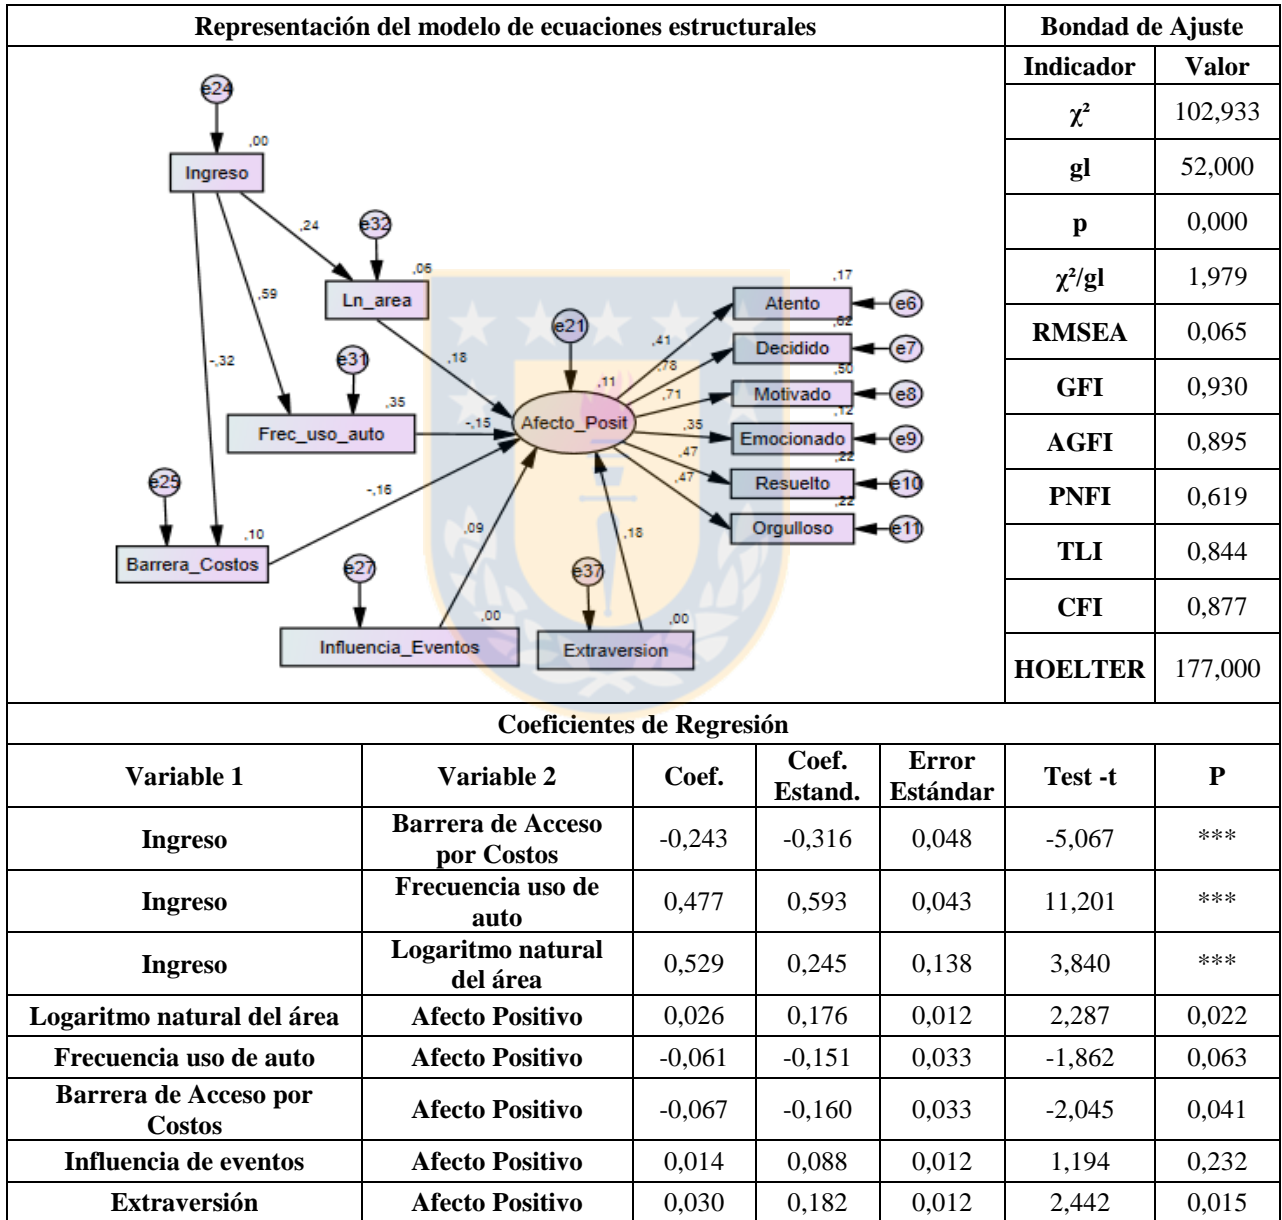 Representación del modelo de ecuaciones estructurales
Bondad de Ajuste
Indicador Valor
χ² 102,933
gl 52,000
p 0,000
χ²/gl 1,979
RMSEA 0,065
GFI 0,930
AGFI 0,895
PNFI 0,619
TLI 0,844
CFI 0,877
HOELTER 177,000
e24
,00
Ingreso
,24
e32
,06
Ln_area
,59
-,32
,18
e31
,35
Frec_uso_auto
-,15
e25
,10
Barrera_Costos
-,16
e21
,11
Afecto_Posit
e27
,00
Influencia_Eventos
,09
e37
,00
Extraversion
,18
,41
,17
Atento
e6
,78
,62
Decidido
e7
,71
,50
Motivado
e8
,35
,12
Emocionado
e9
,47
,22
Resuelto
e10
,47
,22
Orgulloso
e11
Coeficientes de Regresión
Variable 1 Variable 2 Coef. Coef. Estand. Error Estándar Test -t P
Ingreso Barrera de Acceso por Costos -0,243 -0,316 0,048 -5,067 ***
Ingreso Frecuencia uso de auto 0,477 0,593 0,043 11,201 ***
Ingreso Logaritmo natural del área 0,529 0,245 0,138 3,840 ***
Logaritmo natural del área Afecto Positivo 0,026 0,176 0,012 2,287 0,022
Frecuencia uso de auto Afecto Positivo -0,061 -0,151 0,033 -1,862 0,063
Barrera de Acceso por Costos Afecto Positivo -0,067 -0,160 0,033 -2,045 0,041
Influencia de eventos Afecto Positivo 0,014 0,088 0,012 1,194 0,232
Extraversión Afecto Positivo 0,030 0,182 0,012 2,442 0,015